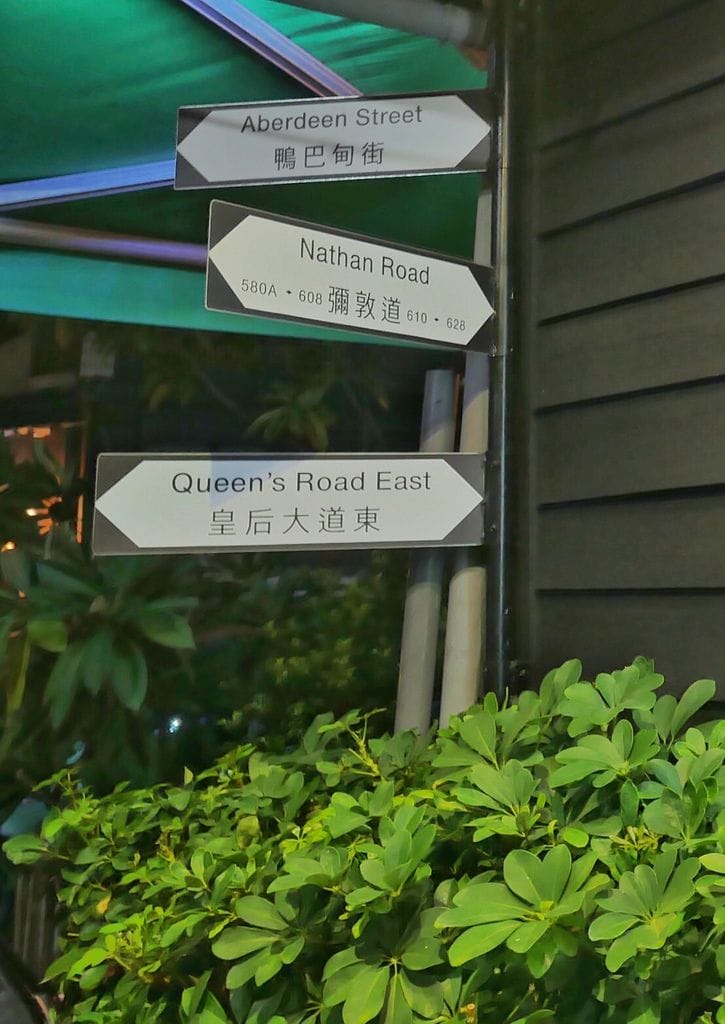 Aberdeen Street
鴨巴甸街
Nathan Road
580A • 608 彌敦道 610 • 628
Queen's Road East
皇后大道東